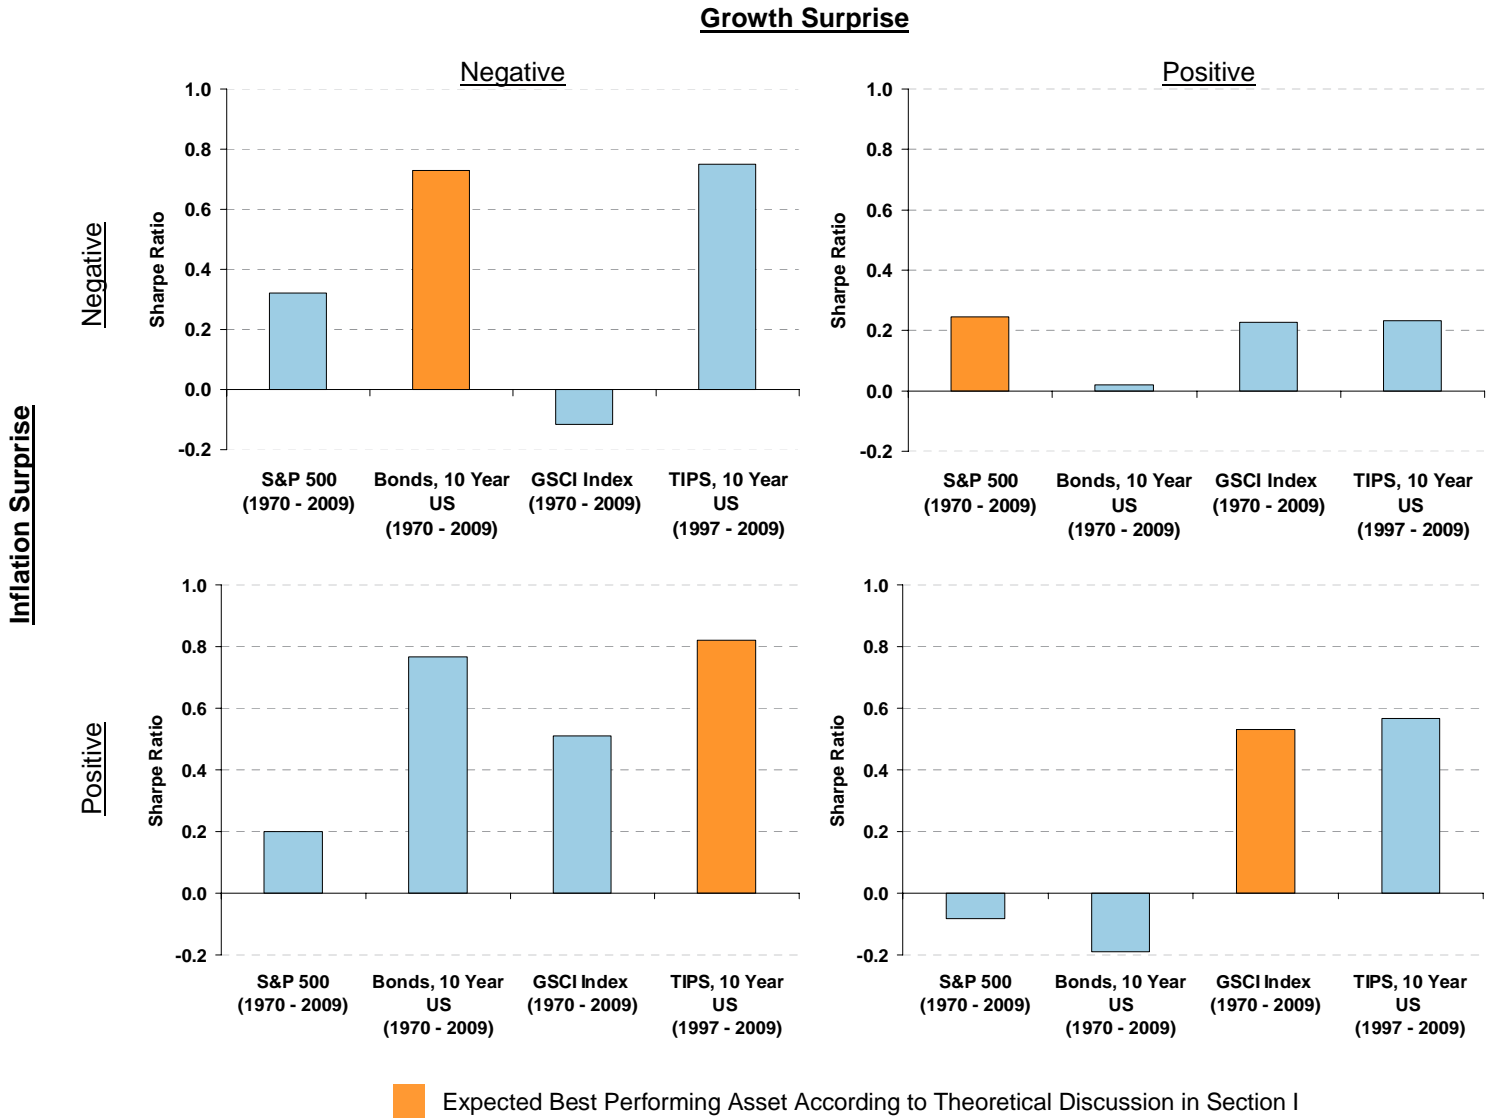 Growth Surprise
Negative
Positive
Inflation Surprise
Negative
Sharpe Ratio
1.0
0.8
0.6
0.4
0.2
0.0
-0.2
S&P 500
(1970 - 2009)
Bonds, 10 Year
US
(1970 - 2009)
GSCI Index
(1970 - 2009)
TIPS, 10 Year
US
(1997 - 2009)
Sharpe Ratio
1.0
0.8
0.6
0.4
0.2
0.0
-0.2
S&P 500
(1970 - 2009)
Bonds, 10 Year
US
(1970 - 2009)
GSCI Index
(1970 - 2009)
TIPS, 10 Year
US
(1997 - 2009)
Positive
Sharpe Ratio
1.0
0.8
0.6
0.4
0.2
0.0
-0.2
S&P 500
(1970 - 2009)
Bonds, 10 Year
US
(1970 - 2009)
GSCI Index
(1970 - 2009)
TIPS, 10 Year
US
(1997 - 2009)
Sharpe Ratio
1.0
0.8
0.6
0.4
0.2
0.0
-0.2
S&P 500
(1970 - 2009)
Bonds, 10 Year
US
(1970 - 2009)
GSCI Index
(1970 - 2009)
TIPS, 10 Year
US
(1997 - 2009)
Expected Best Performing Asset According to Theoretical Discussion in Section I